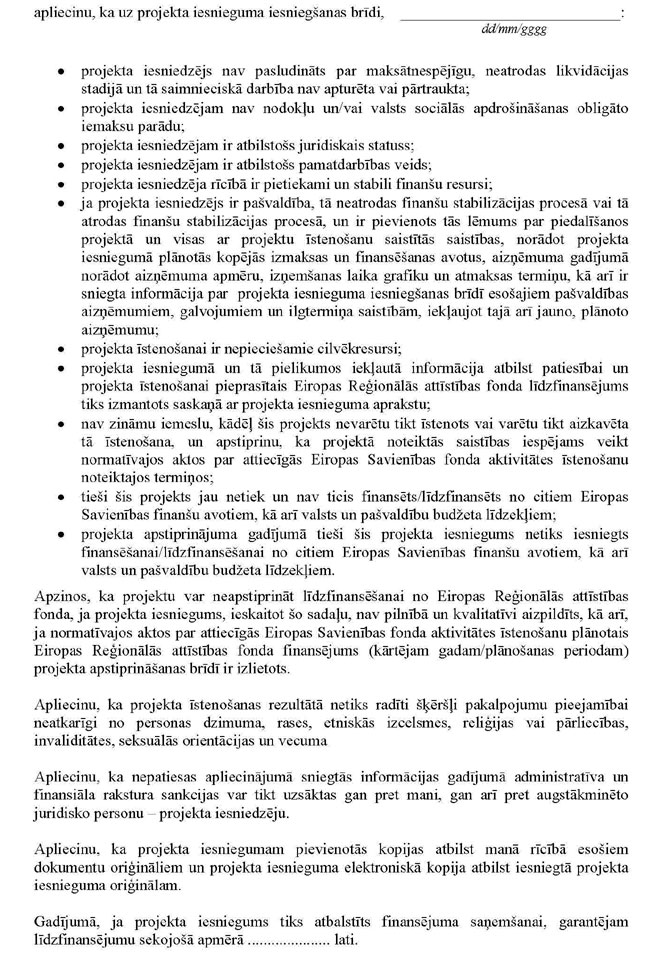 apliecinu, ka uz projekta iesnieguma iesniegšanas brīdi, ________________________________:
dd/mm/gggg
• projekta iesniedzējs nav pasludināts par maksātnespējīgu, neatrodas likvidācijas
stadijā un tā saimnieciskā darbība nav apturēta vai pārtraukta;
• projekta iesniedzējam nav nodokļu un/vai valsts sociālās apdrošināšanas obligāto
iemaksu parādu;
• projekta iesniedzējam ir atbilstošs juridiskais statuss;
• projekta iesniedzējam ir atbilstošs pamatdarbības veids;
• projekta iesniedzēja rīcībā ir pietiekami un stabili finanšu resursi;
• ja projekta iesniedzējs ir pašvaldība, tā neatrodas finanšu stabilizācijas procesā vai tā
atrodas finanšu stabilizācijas procesā, un ir pievienots tās lēmums par piedalīšanos
projektā un visas ar projektu īstenošanu saistītās saistības, norādot projekta
iesniegumā plānotās kopējās izmaksas un finansēšanas avotus, aizņēmuma gadījumā
norādot aizņēmuma apmēru, izņemšanas laika grafiku un atmaksas termiņu, kā arī ir
sniegta informācija par projekta iesnieguma iesniegšanas brīdī esošajiem pašvaldības
aizņēmumiem, galvojumiem un ilgtermiņa saistībām, iekļaujot tajā arī jauno, plānoto
aizņēmumu;
• projekta īstenošanai ir nepieciešamie cilvēkresursi;
• projekta iesniegumā un tā pielikumos iekļautā informācija atbilst patiesībai un
projekta īstenošanai pieprasītais Eiropas Reģionālās attīstības fonda līdzfinansējums
tiks izmantots saskaņā ar projekta iesnieguma aprakstu;
• nav zināmu iemeslu, kādēļ šis projekts nevarētu tikt īstenots vai varētu tikt aizkavēta
tā īstenošana, un apstiprinu, ka projektā noteiktās saistības iespējams veikt
normatīvajos aktos par attiecīgās Eiropas Savienības fonda aktivitātes īstenošanu
noteiktajos termiņos;
• tieši šis projekts jau netiek un nav ticis finansēts/līdzfinansēts no citiem Eiropas
Savienības finanšu avotiem, kā arī valsts un pašvaldību budžeta līdzekļiem;
• projekta apstiprinājuma gadījumā tieši šis projekta iesniegums netiks iesniegts
finansēšanai/līdzfinansēšanai no citiem Eiropas Savienības finanšu avotiem, kā arī
valsts un pašvaldību budžeta līdzekļiem.
Apzinos, ka projektu var neapstiprināt līdzfinansēšanai no Eiropas Reģionālās attīstības
fonda, ja projekta iesniegums, ieskaitot šo sadaļu, nav pilnībā un kvalitatīvi aizpildīts, kā arī,
ja normatīvajos aktos par attiecīgās Eiropas Savienības fonda aktivitātes īstenošanu plānotais
Eiropas Reģionālās attīstības fonda finansējums (kārtējam gadam/plānošanas periodam)
projekta apstiprināšanas brīdī ir izlietots.
Apliecinu, ka projekta īstenošanas rezultātā netiks radīti šķēršļi pakalpojumu pieejamībai
neatkarīgi no personas dzimuma, rases, etniskās izcelsmes, reliģijas vai pārliecības,
invaliditātes, seksuālās orientācijas un vecuma
Apliecinu, ka nepatiesas apliecinājumā sniegtās informācijas gadījumā administratīva un
finansiāla rakstura sankcijas var tikt uzsāktas gan pret mani, gan arī pret augstākminēto
juridisko personu – projekta iesniedzēju.
Apliecinu, ka projekta iesniegumam pievienotās kopijas atbilst manā rīcībā esošiem
dokumentu oriģināliem un projekta iesnieguma elektroniskā kopija atbilst iesniegtā projekta
iesnieguma oriģinālam.
Gadījumā, ja projekta iesniegums tiks atbalstīts finansējuma saņemšanai, garantējam
līdzfinansējumu sekojošā apmērā ..................... lati.